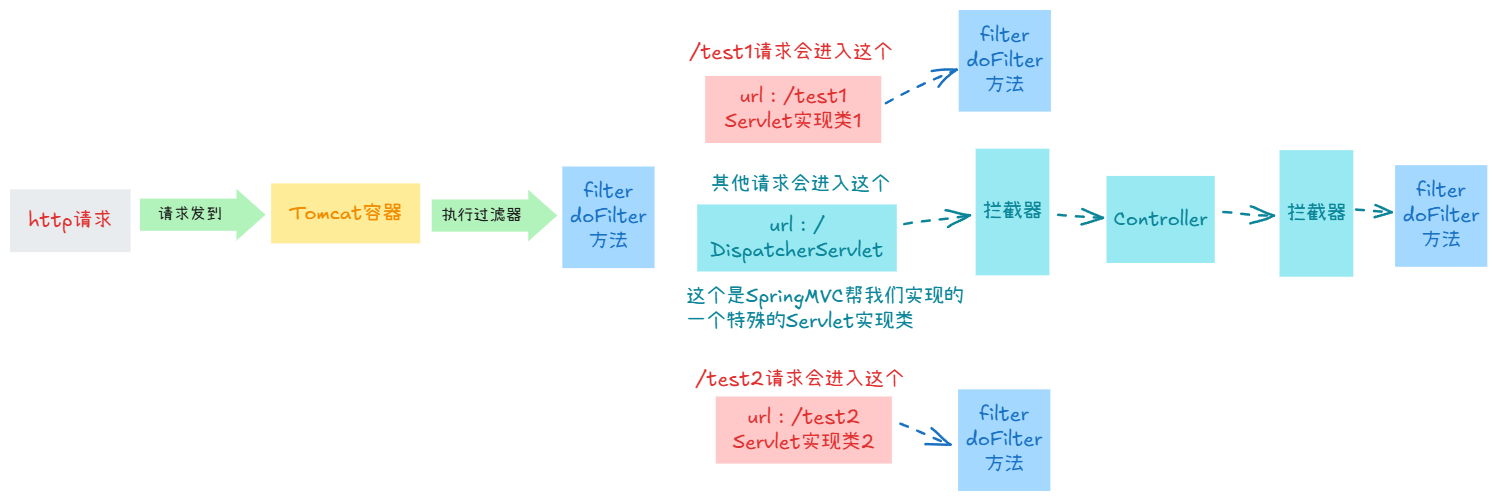 http请求
请求发到
Tomcat容器
执行过滤器
filter
doFilter
方法
/test1请求会进入这个
url：/test1
Servlet实现类1
filter
doFilter
方法
其他请求会进入这个
url：/
DispatcherServlet
这个是SpringMVC帮我们实现的
一个特殊的Servlet实现类
拦截器
Controller
拦截器
filter
doFilter
方法
/test2请求会进入这个
url：/test2
Servlet实现类2
filter
doFilter
方法